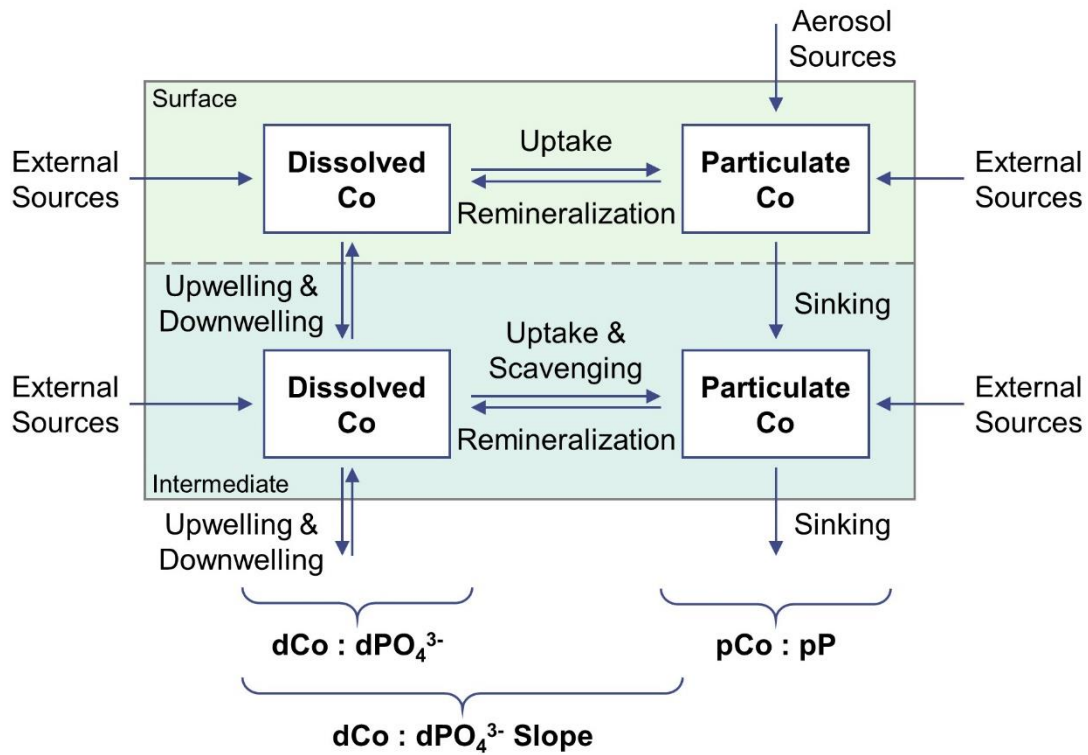 Aerosol
Sources
Surface
External
Sources
Dissolved
Co
Uptake
Remineralization
Particulate
Co
External
Sources
Upwelling &
Downwelling
Sinking
External
Sources
Dissolved
Co
Uptake &
Scavenging
Remineralization
Particulate
Co
External
Sources
Intermediate
Upwelling &
Downwelling
Sinking
dCo : dPO₄³⁻
pCo : pP
dCo : dPO₄³⁻ Slope